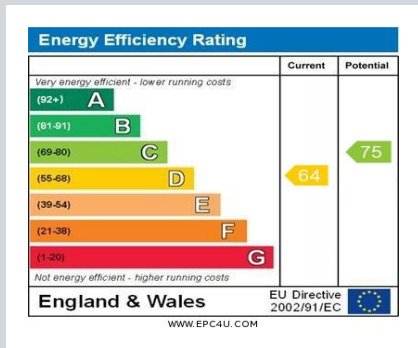 Energy Efficiency Rating
Current Potential
Very energy efficient - lower running costs
(92+) A
(81-91) B
(69-80) C 75
(55-68) D 64
(39-54) E
(21-38) F
(1-20) G
Not energy efficient - higher running costs
England & Wales
EU Directive
2002/91/EC
WWW.EPC4U.COM